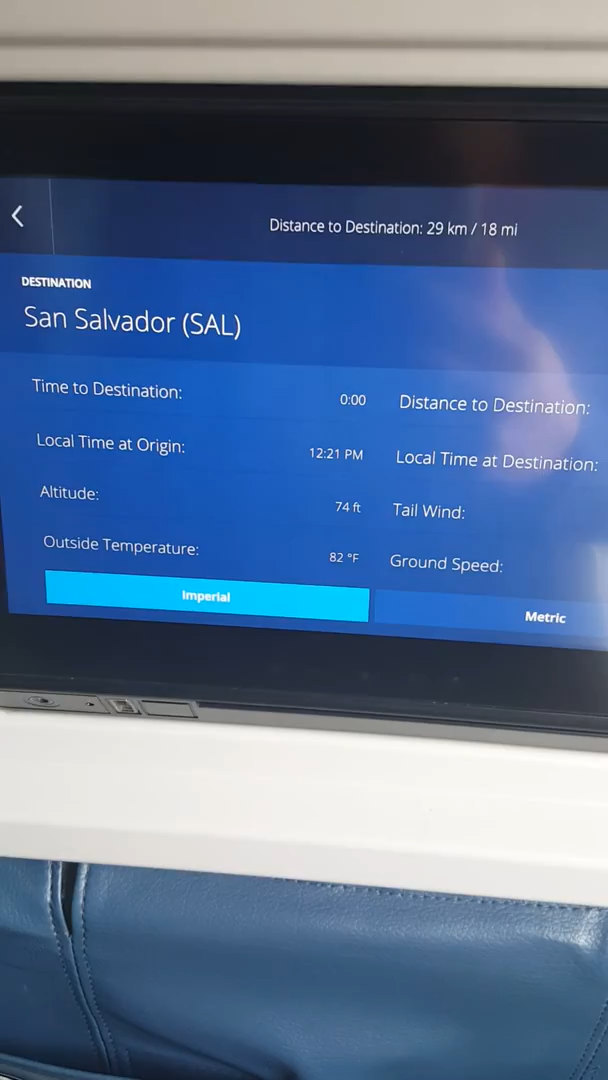 Distance to Destination: 29 km / 18 mi
DESTINATION
San Salvador (SAL)
Time to Destination: 0:00 Distance to Destination:
Local Time at Origin: 12:21 PM Local Time at Destination:
Altitude: 74 ft Tail Wind:
Outside Temperature: 82 °F Ground Speed:
Imperial Metric